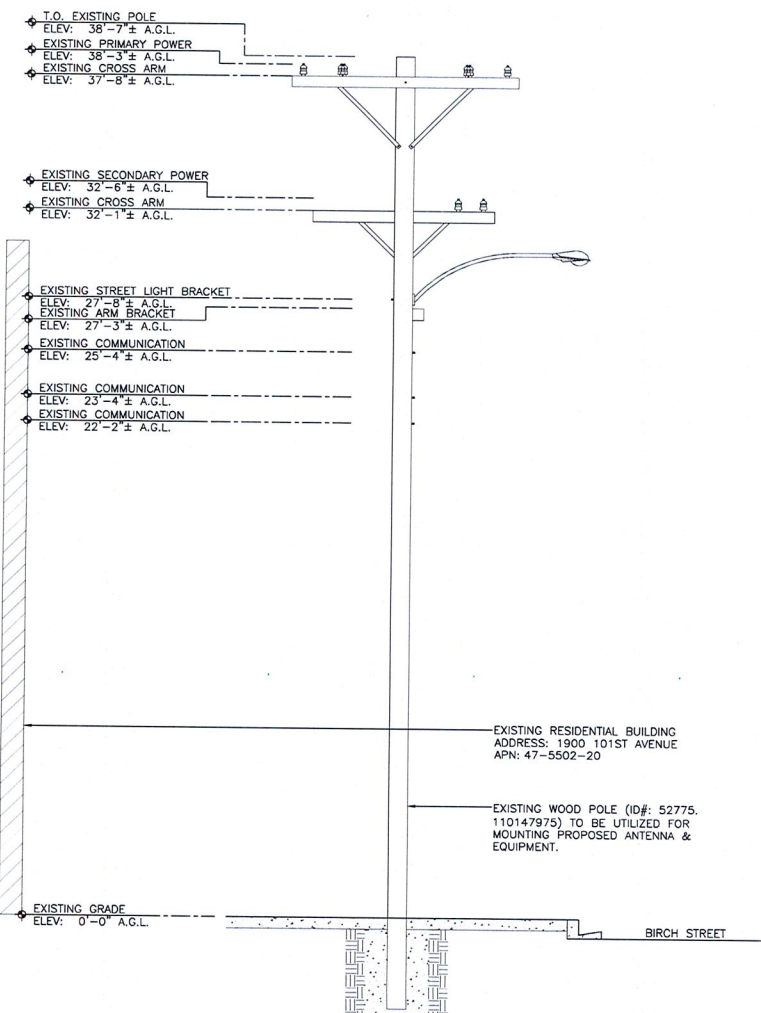 T.O. EXISTING POLE
ELEV: 38'-7"± A.G.L.
EXISTING PRIMARY POWER
ELEV: 38'-3"± A.G.L.
EXISTING CROSS ARM
ELEV: 37'-8"± A.G.L.
EXISTING SECONDARY POWER
ELEV: 32'-6"± A.G.L.
EXISTING CROSS ARM
ELEV: 32'-1"± A.G.L.
EXISTING STREET LIGHT BRACKET
ELEV: 27'-8"± A.G.L.
EXISTING ARM BRACKET
ELEV: 27'-3"± A.G.L.
EXISTING COMMUNICATION
ELEV: 25'-4"± A.G.L.
EXISTING COMMUNICATION
ELEV: 23'-4"± A.G.L.
EXISTING COMMUNICATION
ELEV: 22'-2"± A.G.L.
EXISTING RESIDENTIAL BUILDING
ADDRESS: 1900 101ST AVENUE
APN: 47-5502-20
EXISTING WOOD POLE (ID#: 52775.
110147975) TO BE UTILIZED FOR
MOUNTING PROPOSED ANTENNA &
EQUIPMENT.
EXISTING GRADE
ELEV: 0'-0" A.G.L.
BIRCH STREET